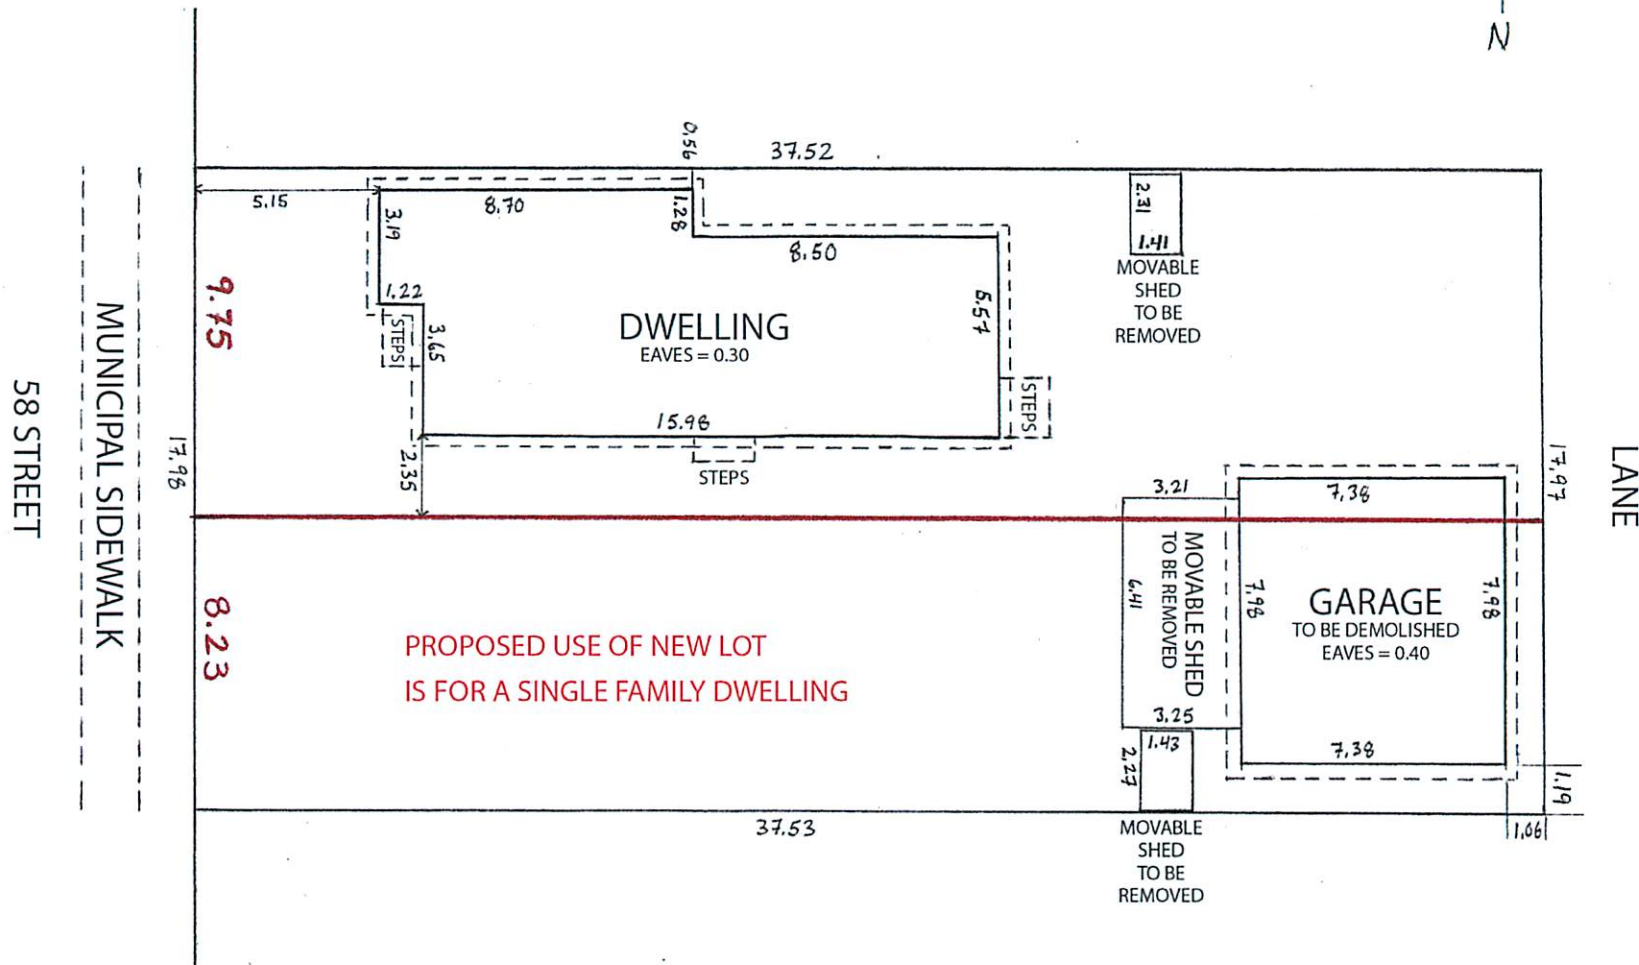 N
0.56
37.52
5.15
8.70
1.28
3.19
8.50
2.31
1.41
MOVABLE
SHED
TO BE
REMOVED
1.22
STEPS
3.65
DWELLING
EAVES = 0.30
5.57
9.75
STEPS
15.98
STEPS
2.35
17.98
58 STREET
MUNICIPAL SIDEWALK
17.97
LANE
3.21
7.38
MOVABLE SHED
TO BE REMOVED
6.41
7.98
7.98
GARAGE
TO BE DEMOLISHED
EAVES = 0.40
8.23
PROPOSED USE OF NEW LOT
IS FOR A SINGLE FAMILY DWELLING
3.25
1.43
2.27
7.38
1.19
1.06
37.53
MOVABLE
SHED
TO BE
REMOVED